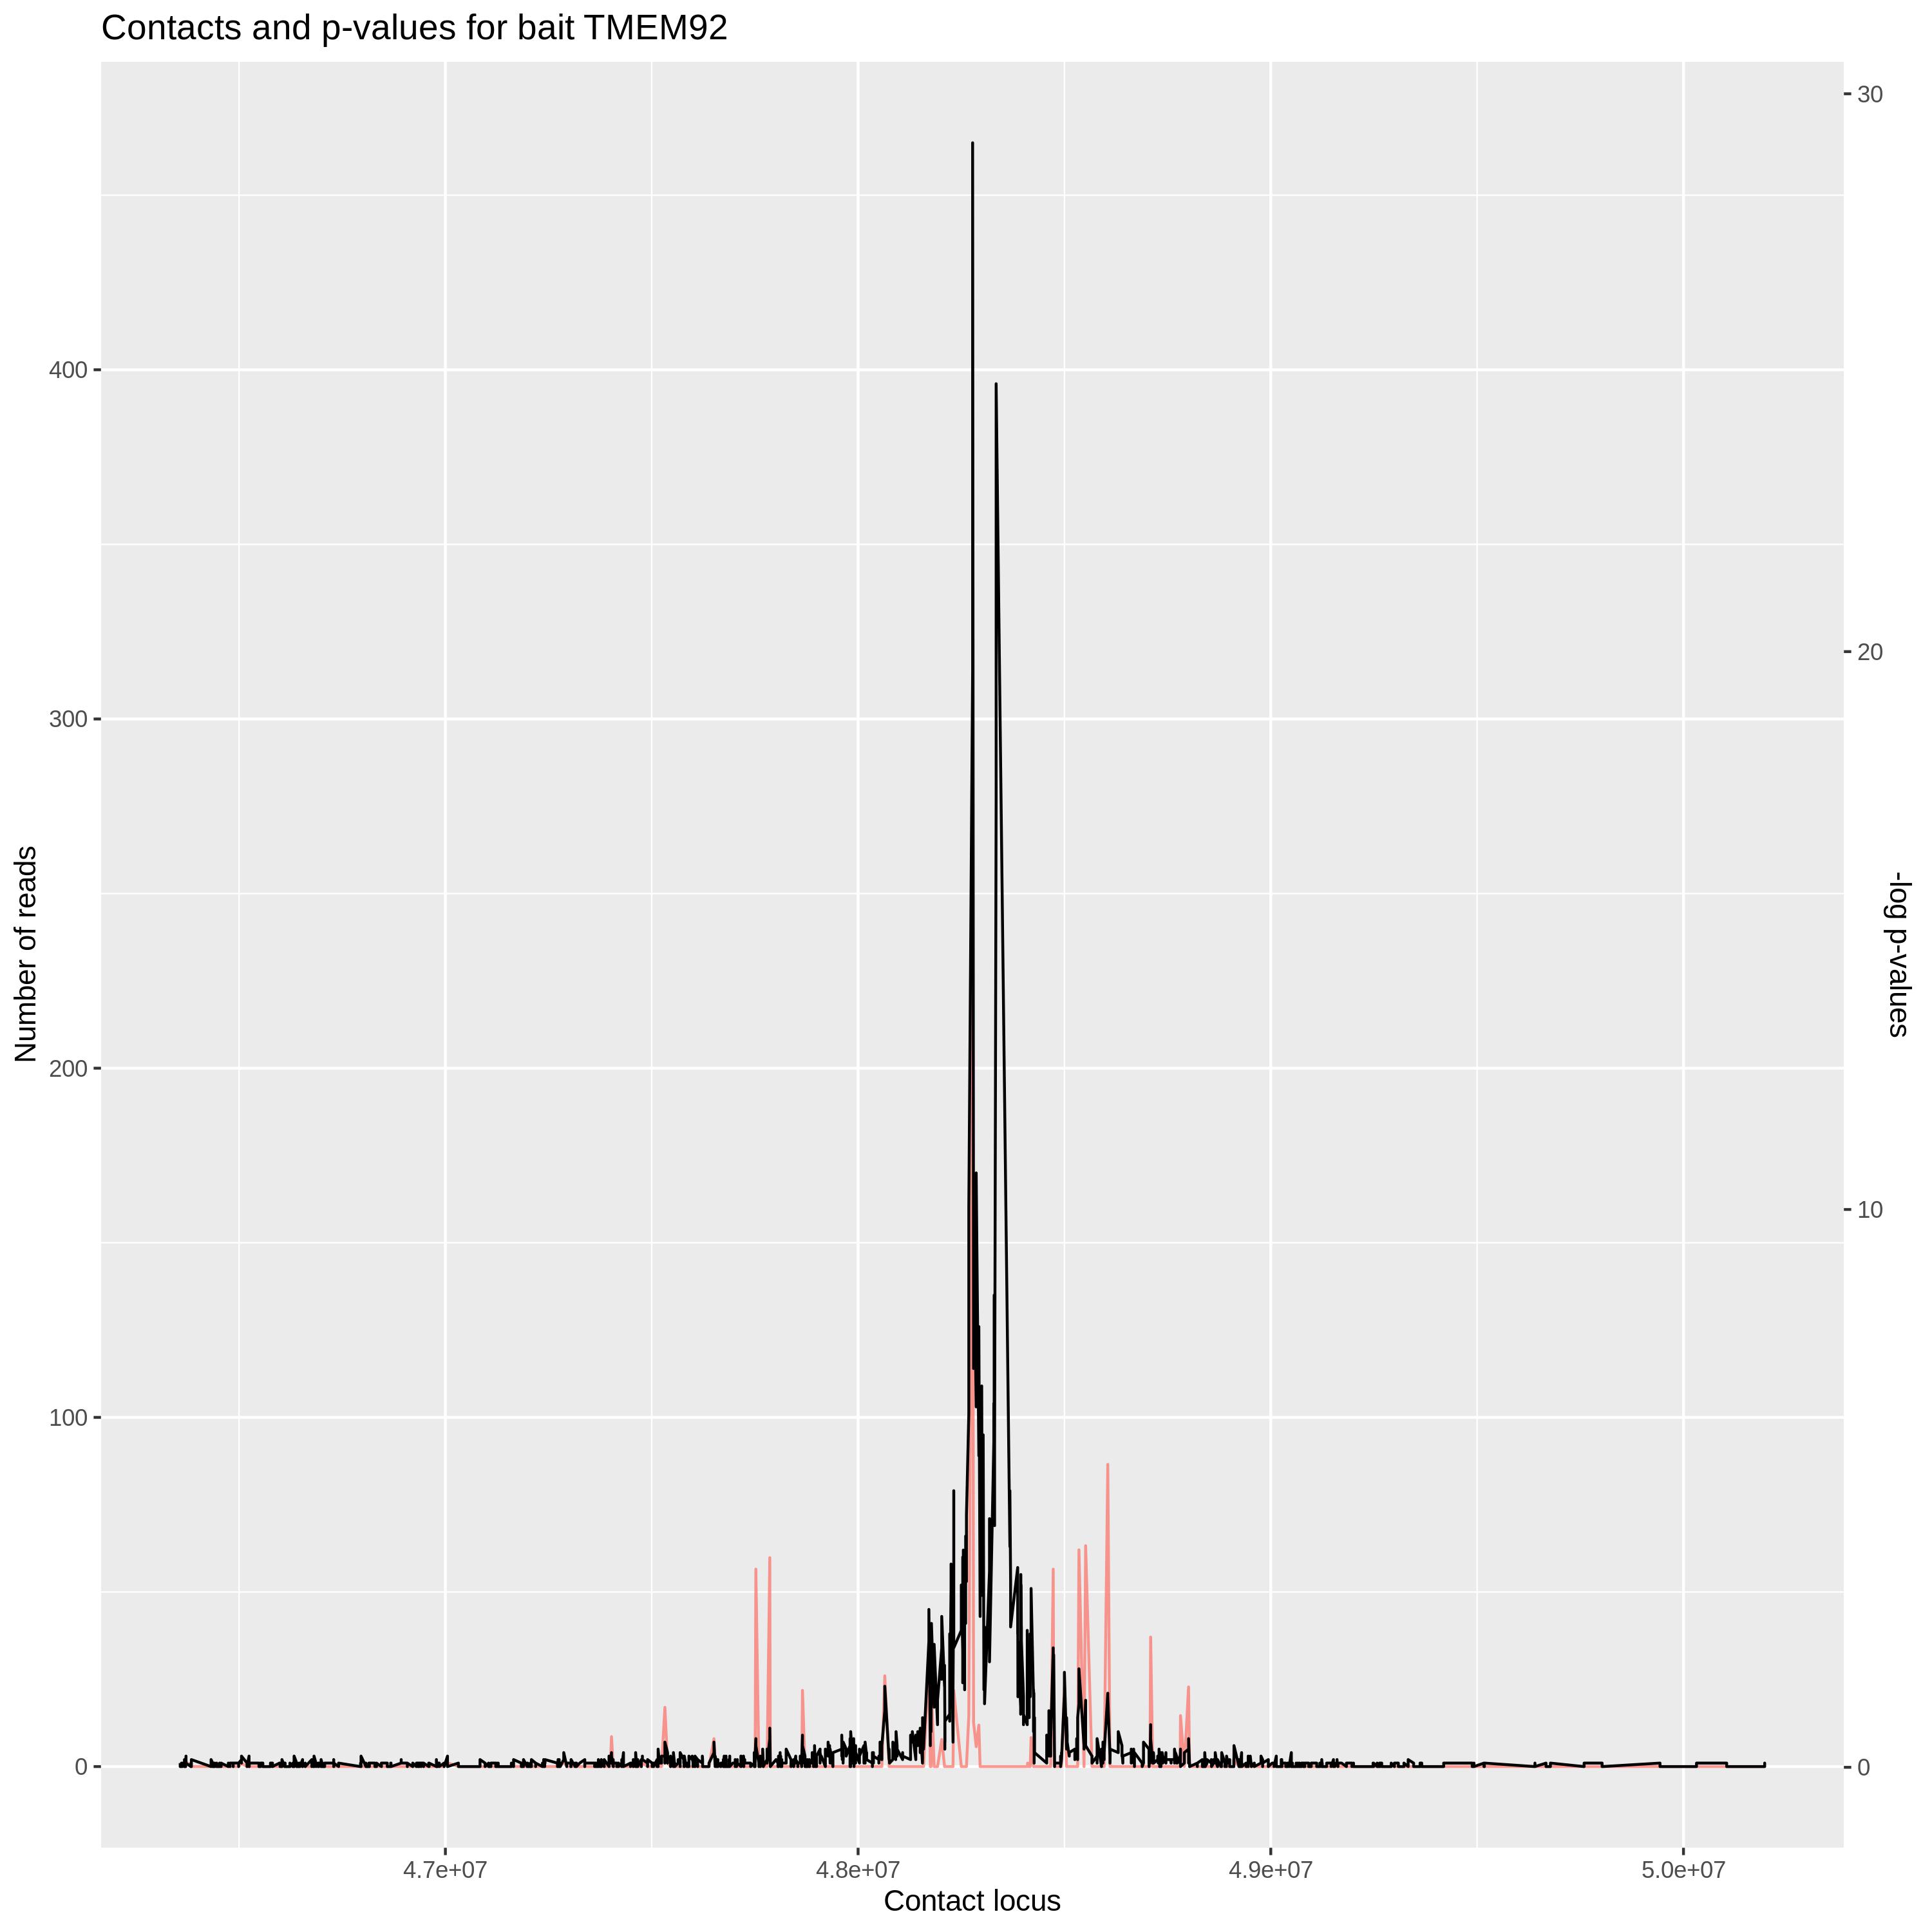 Contacts and p-values for bait TMEM92
30
400
20
300
Number of reads
-log p-values
200
10
100
0
0
4.7e+07 4.8e+07 4.9e+07 5.0e+07
Contact locus